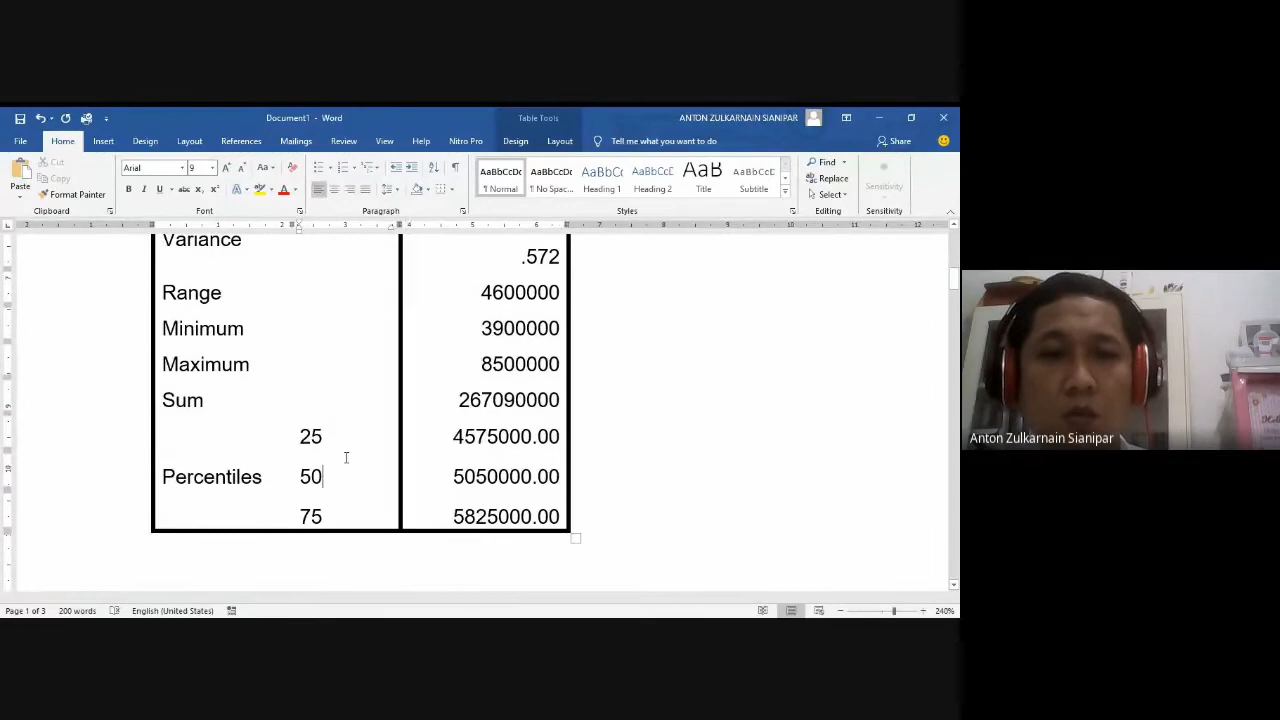 Document1 - Word
Table Tools
ANTON ZULKARNAIN SIANIPAR
File Home Insert Design Layout References Mailings Review View Help Nitro Pro Design Layout Tell me what you want to do Share
Paste
Cut
Copy
Format Painter
Arial 9
AaBbCcDc AaBbCcDc AaBbCc AaBbCcD AaB AaBbCcD
¶ Normal ¶ No Spac... Heading 1 Heading 2 Title Subtitle
Find
Replace
Select
Sensitivity
Clipboard Font Paragraph Styles Editing Sensitivity
Variance
.572
Range 4600000
Minimum 3900000
Maximum 8500000
Sum 267090000
25 4575000.00
Percentiles 50 5050000.00
75 5825000.00
Anton Zulkarnain Sianipar
Page 1 of 3 200 words English (United States) 240%